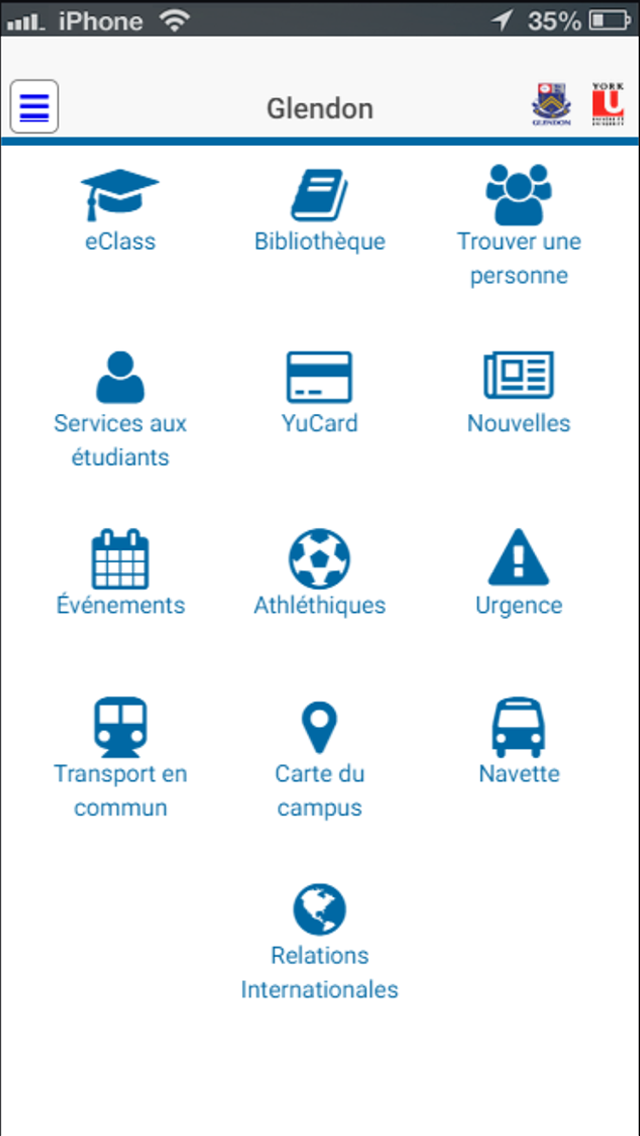 iPhone 35%
Glendon
GLENDON
YORK
U
eClass
Bibliothèque
Trouver une
personne
Services aux
étudiants
YuCard
Nouvelles
Événements
Athléthiques
Urgence
Transport en
commun
Carte du
campus
Navette
Relations
Internationales